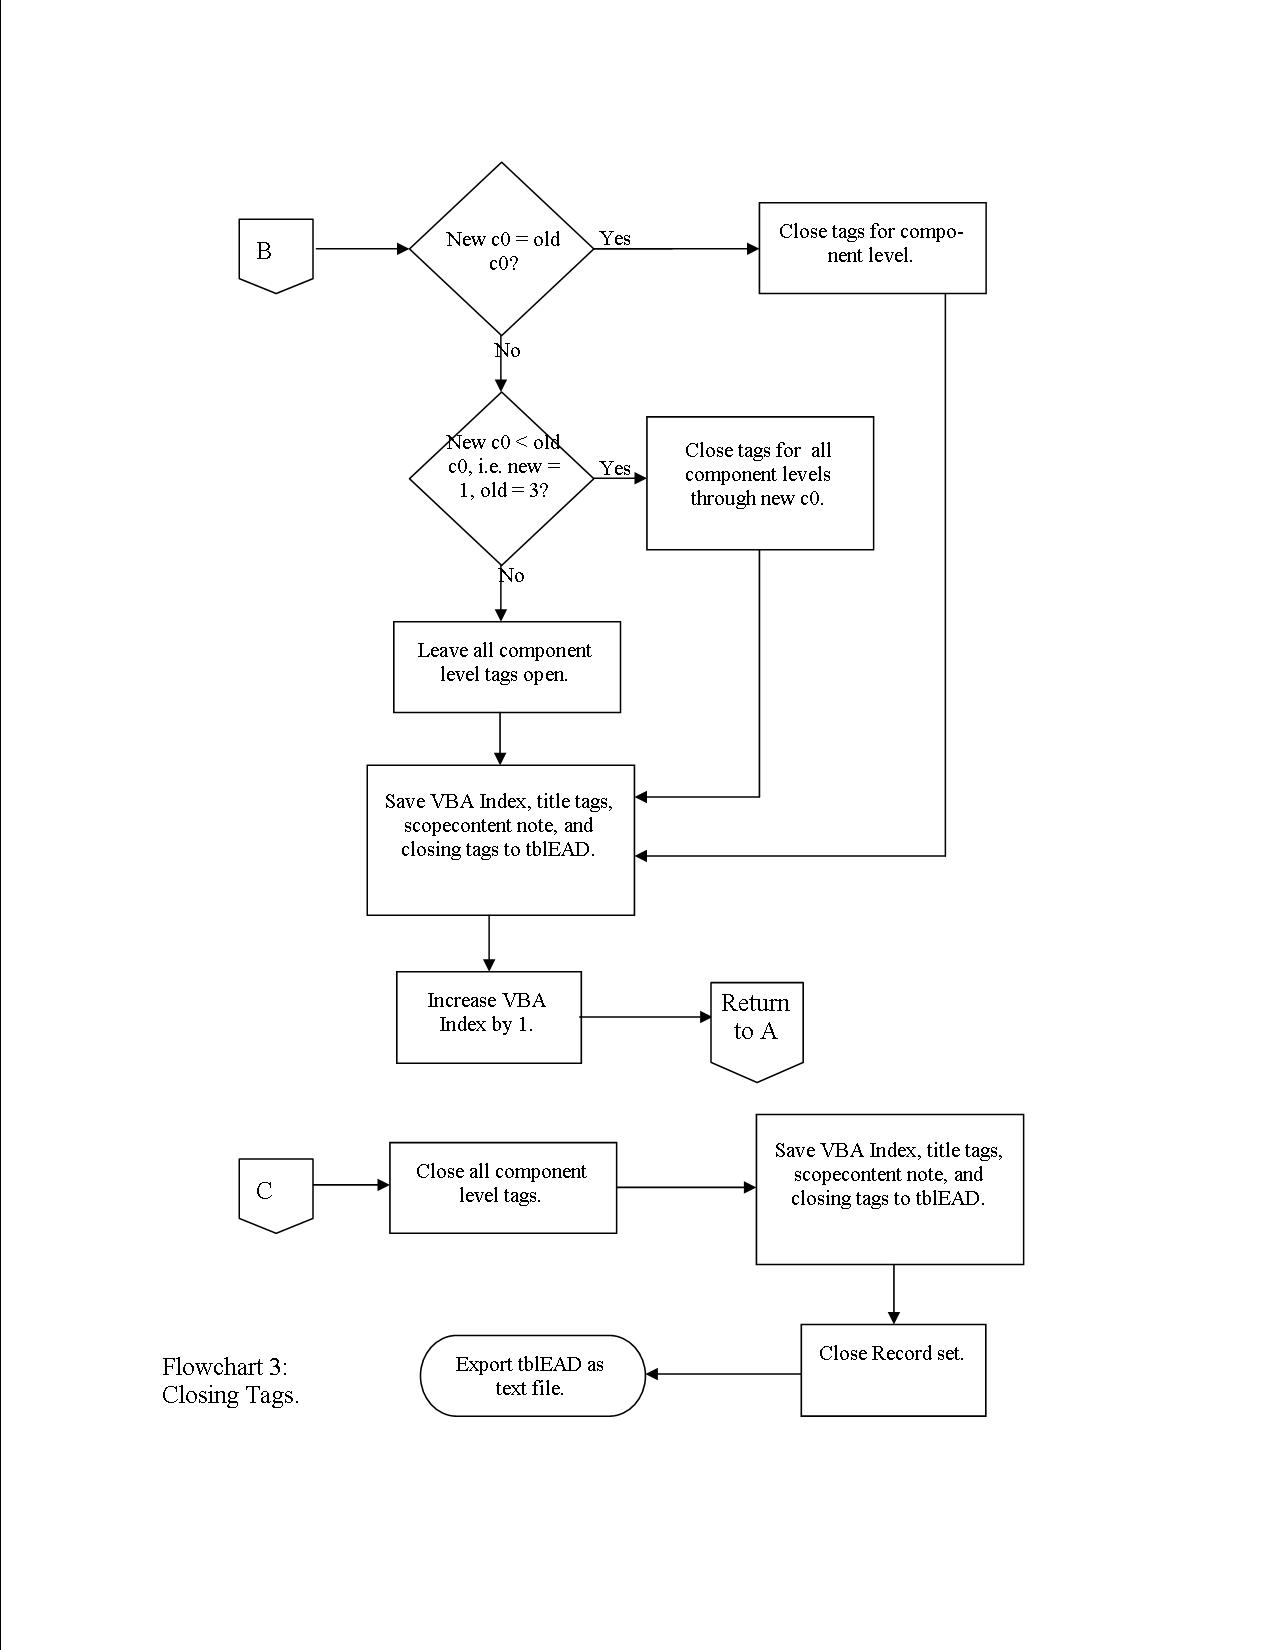 B
New c0 = old
c0?
Yes
Close tags for compo-
nent level.
No
New c0 < old
c0, i.e. new =
1, old = 3?
Yes
Close tags for  all
component levels
through new c0.
No
Leave all component
level tags open.
Save VBA Index, title tags,
scopecontent note, and
closing tags to tblEAD.
Increase VBA
Index by 1.
Return
to A
C
Close all component
level tags.
Save VBA Index, title tags,
scopecontent note, and
closing tags to tblEAD.
Close Record set.
Export tblEAD as
text file.
Flowchart 3:
Closing Tags.